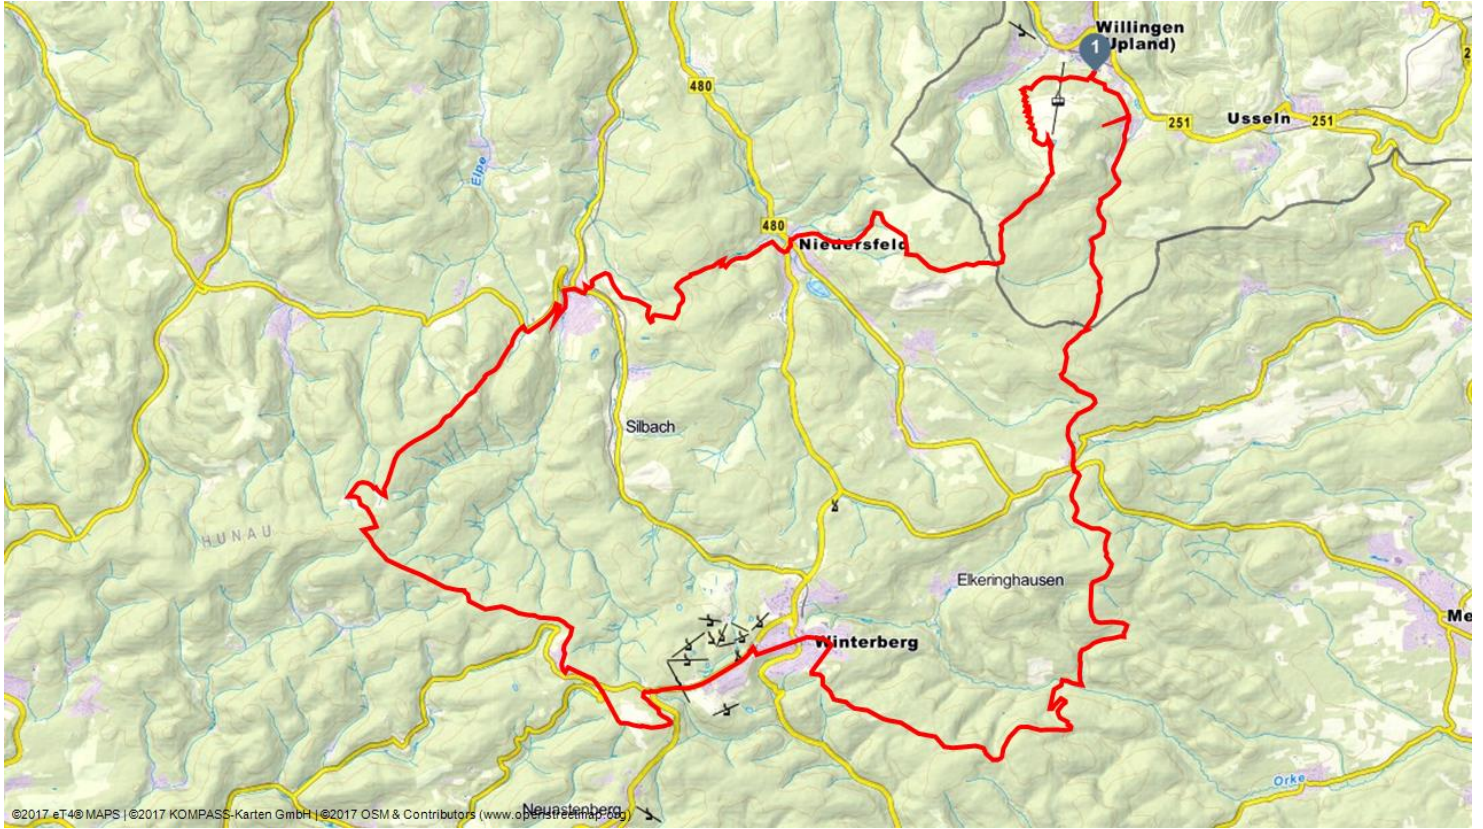 Willingen
(Upland)
1
480
251
Usseln
251
2
Elpe
480
Niedersfeld
Silbach
HUNAU
Elkeringhausen
Me
Winterberg
Orke
Neuastenberg
©2017 eT4® MAPS | ©2017 KOMPASS-Karten GmbH | ©2017 OSM & Contributors (www.openstreetmap.org)